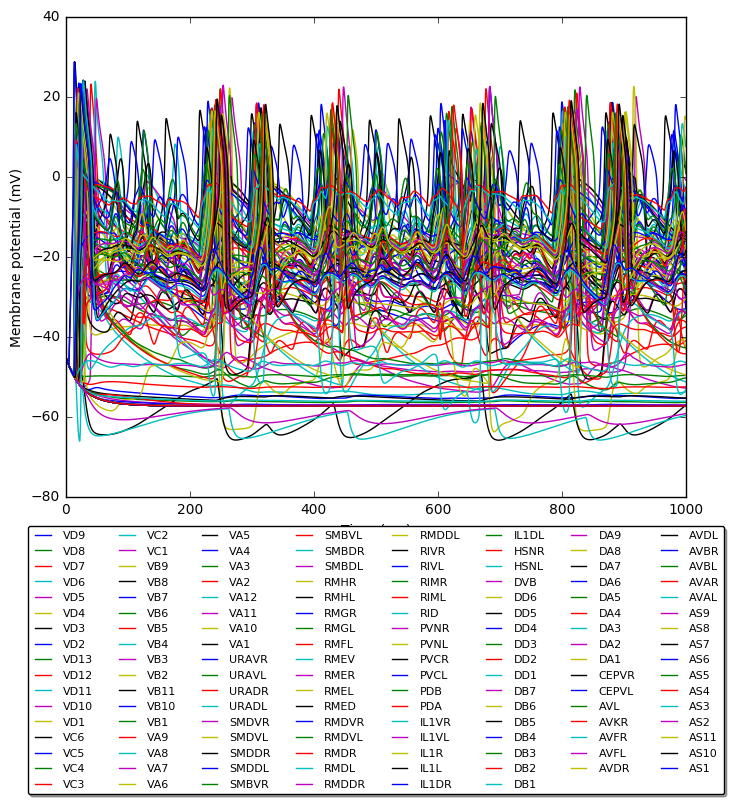 40
20
0
−20
−40
−60
−80
Membrane potential (mV)
0 200 400 600 800 1000
VD9 VC2 VA5 SMBVL RMDDL IL1DL DA9 AVDL
VD8 VC1 VA4 SMBDR RIVR HSNR DA8 AVBR
VD7 VB9 VA3 SMBDL RIVL HSNL DA7 AVBL
VD6 VB8 VA2 RMHR RIMR DVB DA6 AVAR
VD5 VB7 VA12 RMHL RIML DD6 DA5 AVAL
VD4 VB6 VA11 RMGR RID DD5 DA4 AS9
VD3 VB5 VA10 RMGL PVNR DD4 DA3 AS8
VD2 VB4 VA1 RMFL PVNL DD3 DA2 AS7
VD13 VB3 URAVR RMEV PVCR DD2 DA1 AS6
VD12 VB2 URAVL RMER PVCL DD1 CEPVR AS5
VD11 VB11 URADR RMEL PDB DB7 CEPVL AS4
VD10 VB10 URADL RMED PDA DB6 AVL AS3
VD1 VB1 SMDVR RMDVR IL1VR DB5 AVKR AS2
VC6 VA9 SMDVL RMDVL IL1VL DB4 AVFR AS11
VC5 VA8 SMDDR RMDR IL1R DB3 AVFL AS10
VC4 VA7 SMDDL RMDL IL1L DB2 AVDR AS1
VC3 VA6 SMBVR RMDDR IL1DR DB1